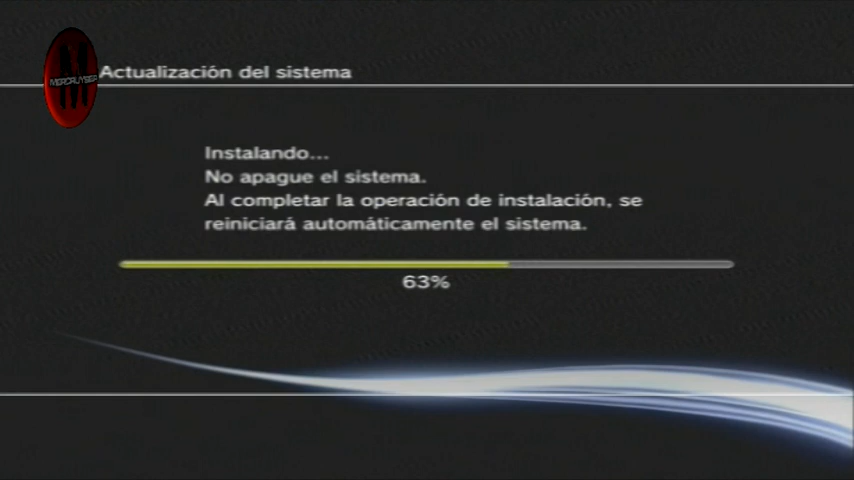 MERCRUYSER
Actualización del sistema
Instalando...
No apague el sistema.
Al completar la operación de instalación, se
reiniciará automáticamente el sistema.
63%